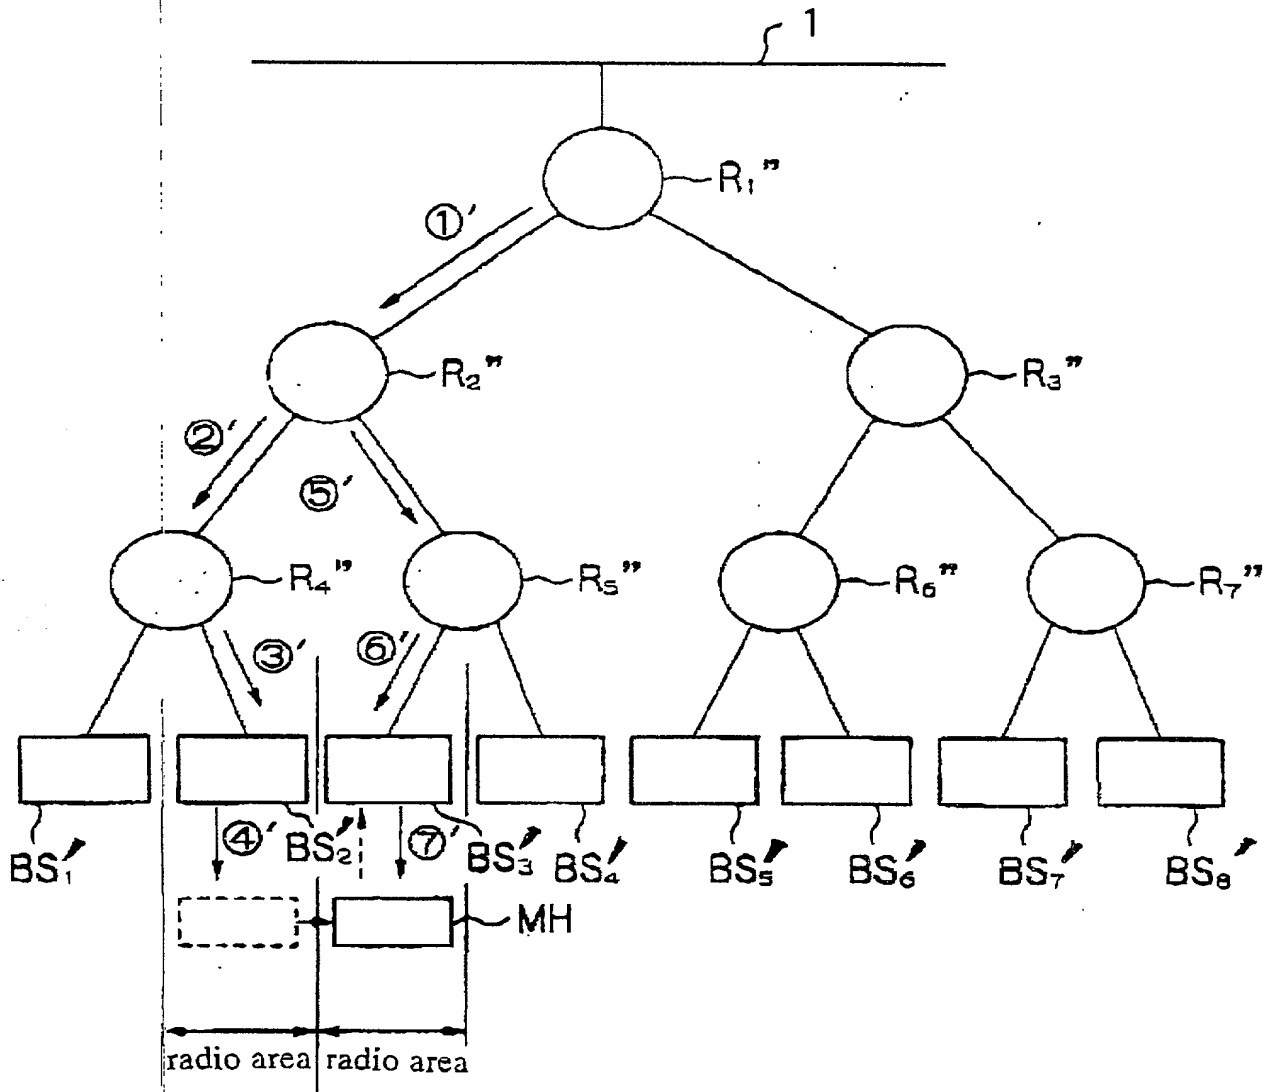 1
R₁"
①'
R₂" R₃"
②' ⑤'
R₄" R₅" R₆" R₇"
③' ⑥'
④' BS₂' ⑦' BS₃'
BS₁' BS₄' BS₅' BS₆' BS₇' BS₈'
MH
radio area radio area